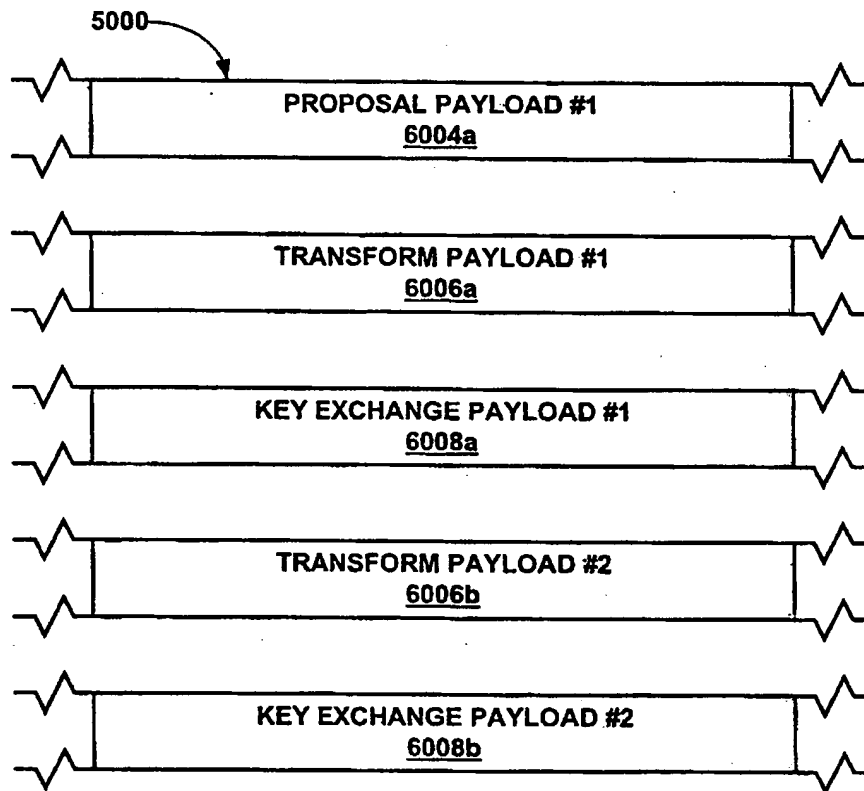 5000
PROPOSAL PAYLOAD #1
6004a
TRANSFORM PAYLOAD #1
6006a
KEY EXCHANGE PAYLOAD #1
6008a
TRANSFORM PAYLOAD #2
6006b
KEY EXCHANGE PAYLOAD #2
6008b